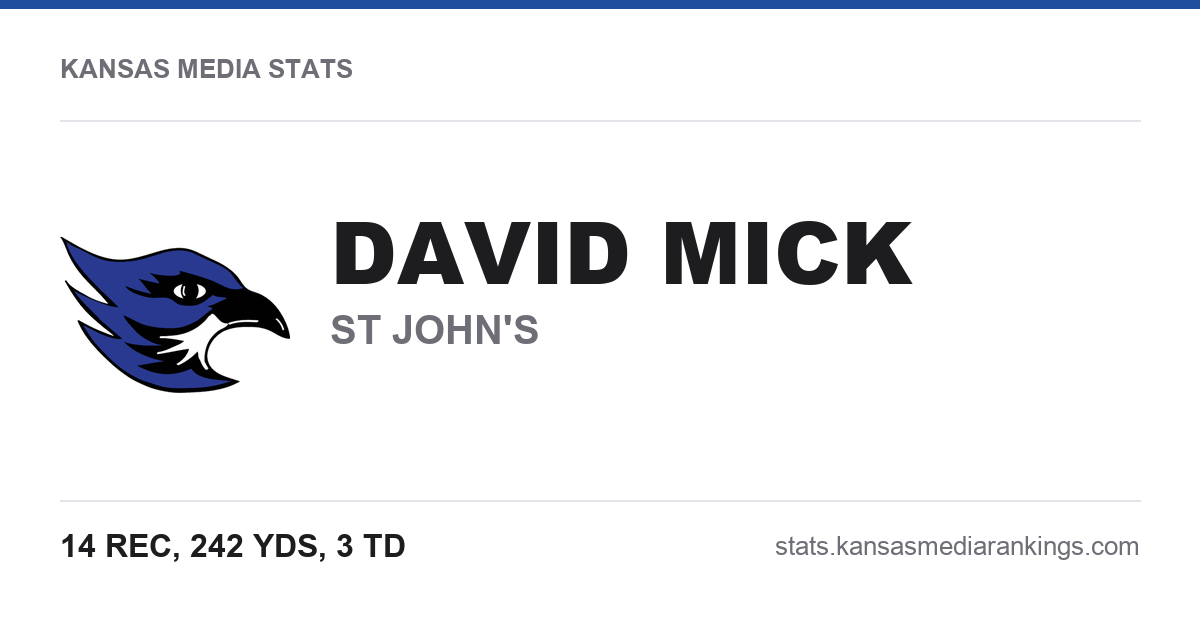 KANSAS MEDIA STATS
DAVID MICK
ST JOHN'S
14 REC, 242 YDS, 3 TD
stats.kansasmediarankings.com